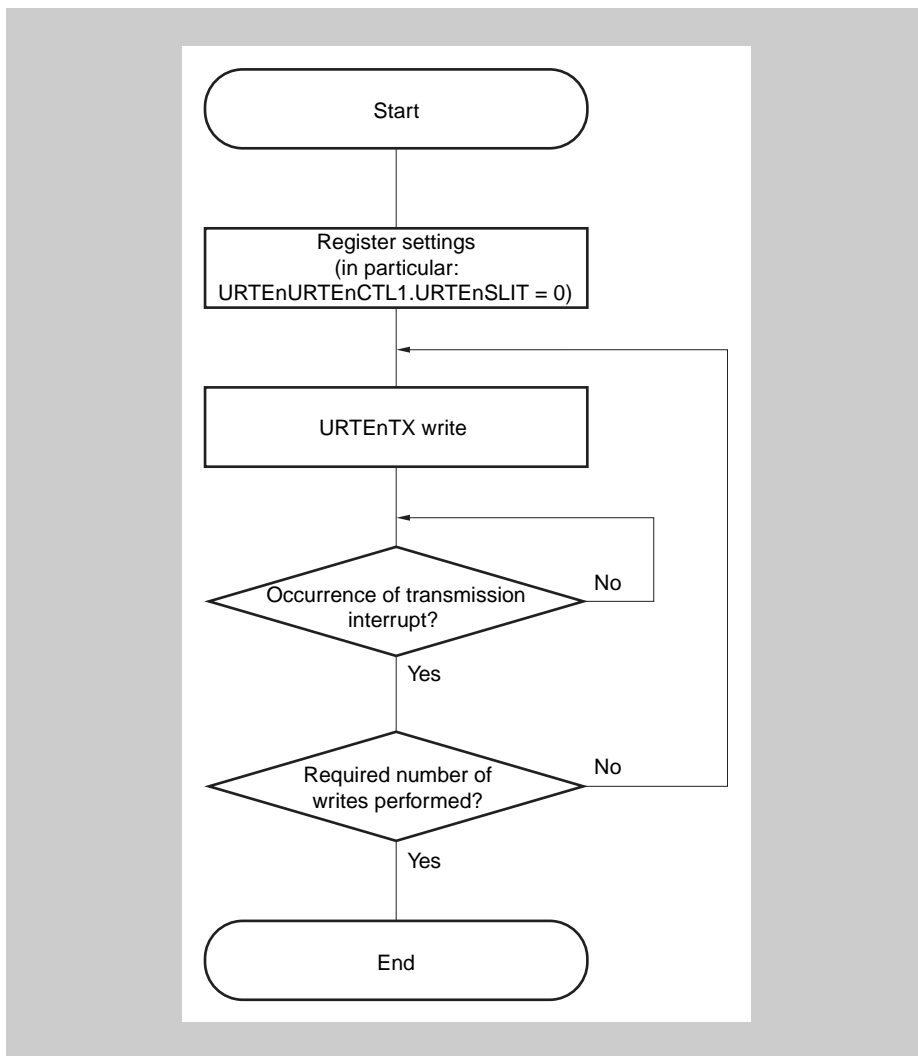 Start
Register settings
(in particular:
URTEnURTEnCTL1.URTEnSLIT = 0)
URTEnTX write
Occurrence of transmission
interrupt?
No
Yes
Required number of
writes performed?
No
Yes
End